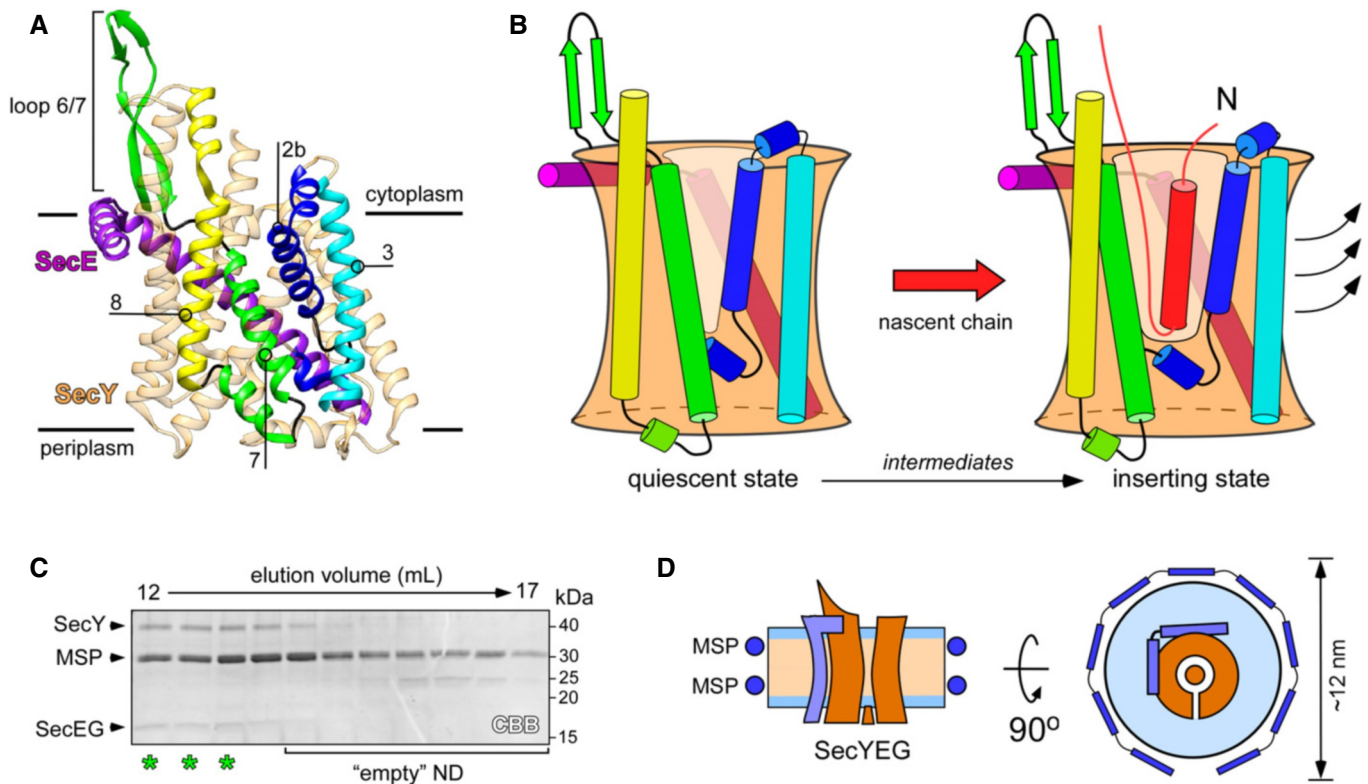 A
loop 6/7
2b
cytoplasm
SecE
3
8
SecY
periplasm
7
B
N
nascent chain
quiescent state
intermediates
inserting state
C
elution volume (mL)
12
17
kDa
SecY
40
MSP
30
25
20
SecEG
CBB
15
* * *
“empty” ND
D
MSP
MSP
SecYEG
90º
~12 nm